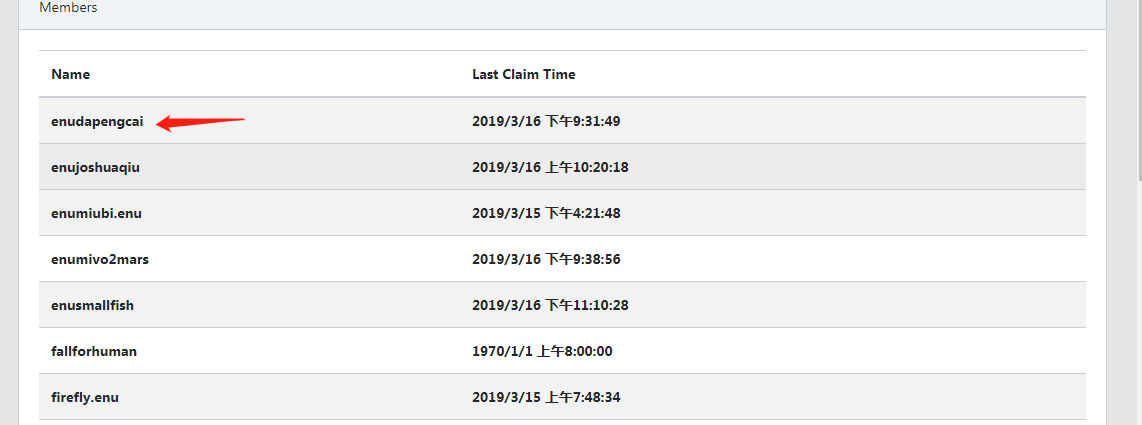 Members
Name Last Claim Time
enudapengcai 2019/3/16 下午9:31:49
enujoshuaqiu 2019/3/16 上午10:20:18
enumiubi.enu 2019/3/15 下午4:21:48
enumivo2mars 2019/3/16 下午9:38:56
enusmallfish 2019/3/16 下午11:10:28
fallforhuman 1970/1/1 上午8:00:00
firefly.enu 2019/3/15 上午7:48:34